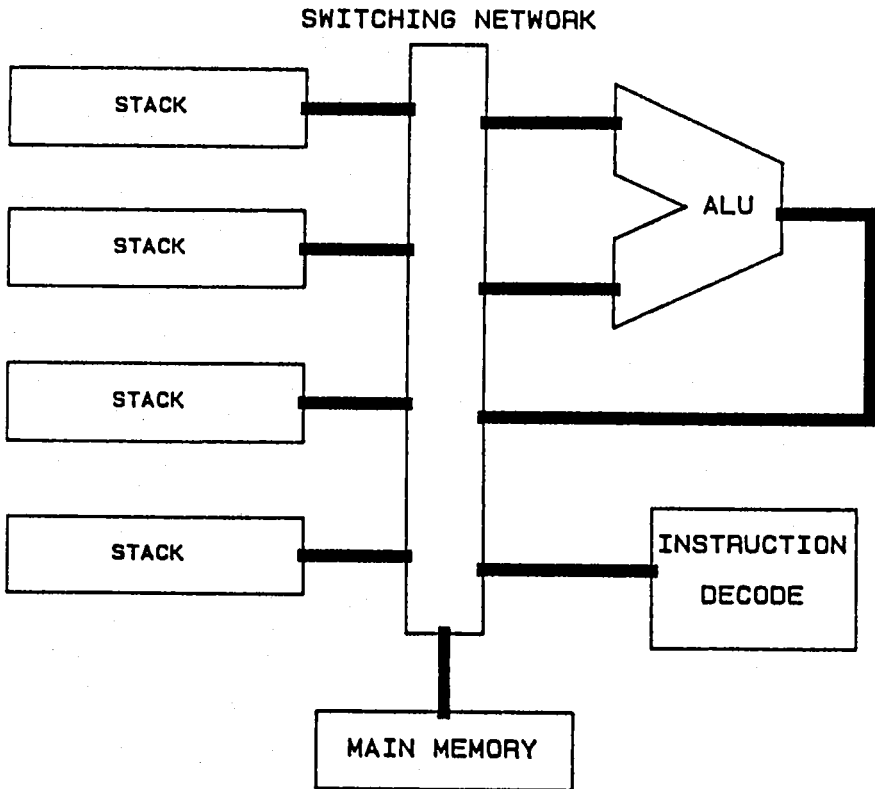 SWITCHING NETWORK
STACK
STACK
STACK
STACK
ALU
INSTRUCTION
DECODE
MAIN MEMORY